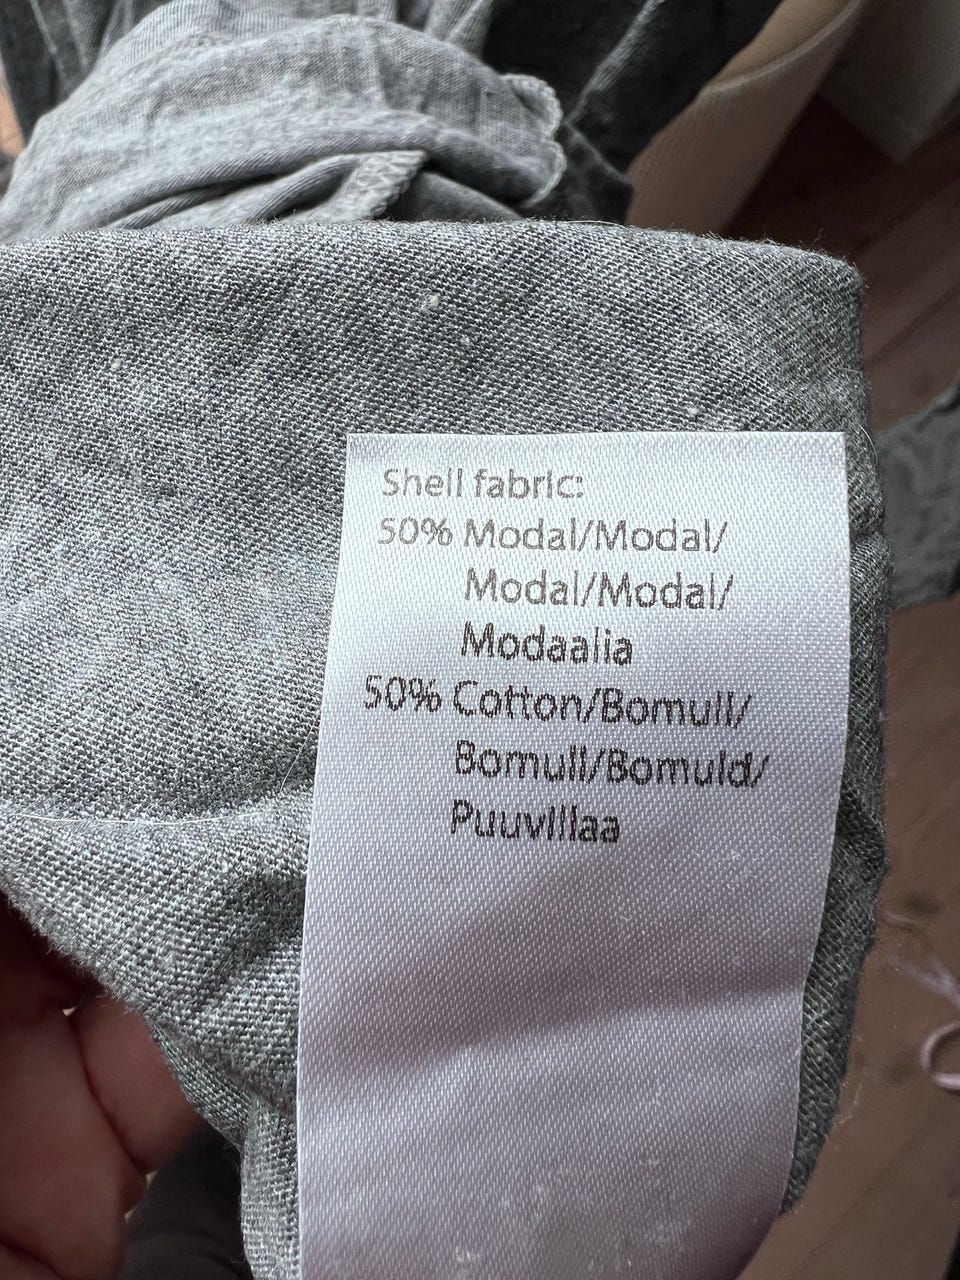 Shell fabric:
50% Modal/Modal/
Modal/Modal/
Modaalia
50% Cotton/Bomull/
Bomull/Bomuld/
Puuvillaa